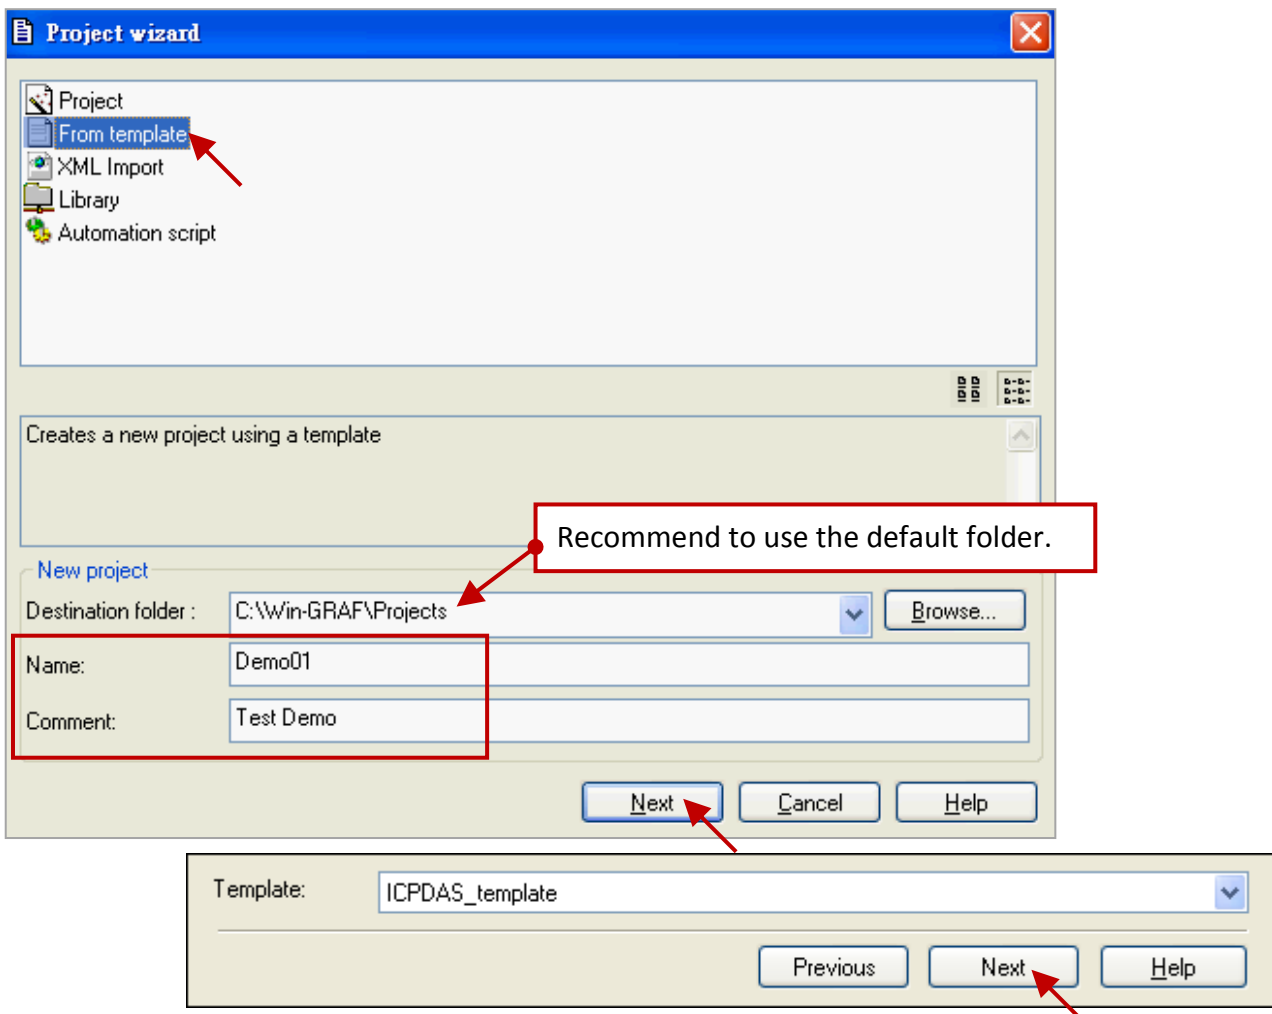 Project wizard
Project
From template
XML Import
Library
Automation script
Creates a new project using a template
Recommend to use the default folder.
New project
Destination folder : C:\Win-GRAF\Projects Browse...
Name: Demo01
Comment: Test Demo
Next Cancel Help
Template: ICPDAS_template
Previous Next Help